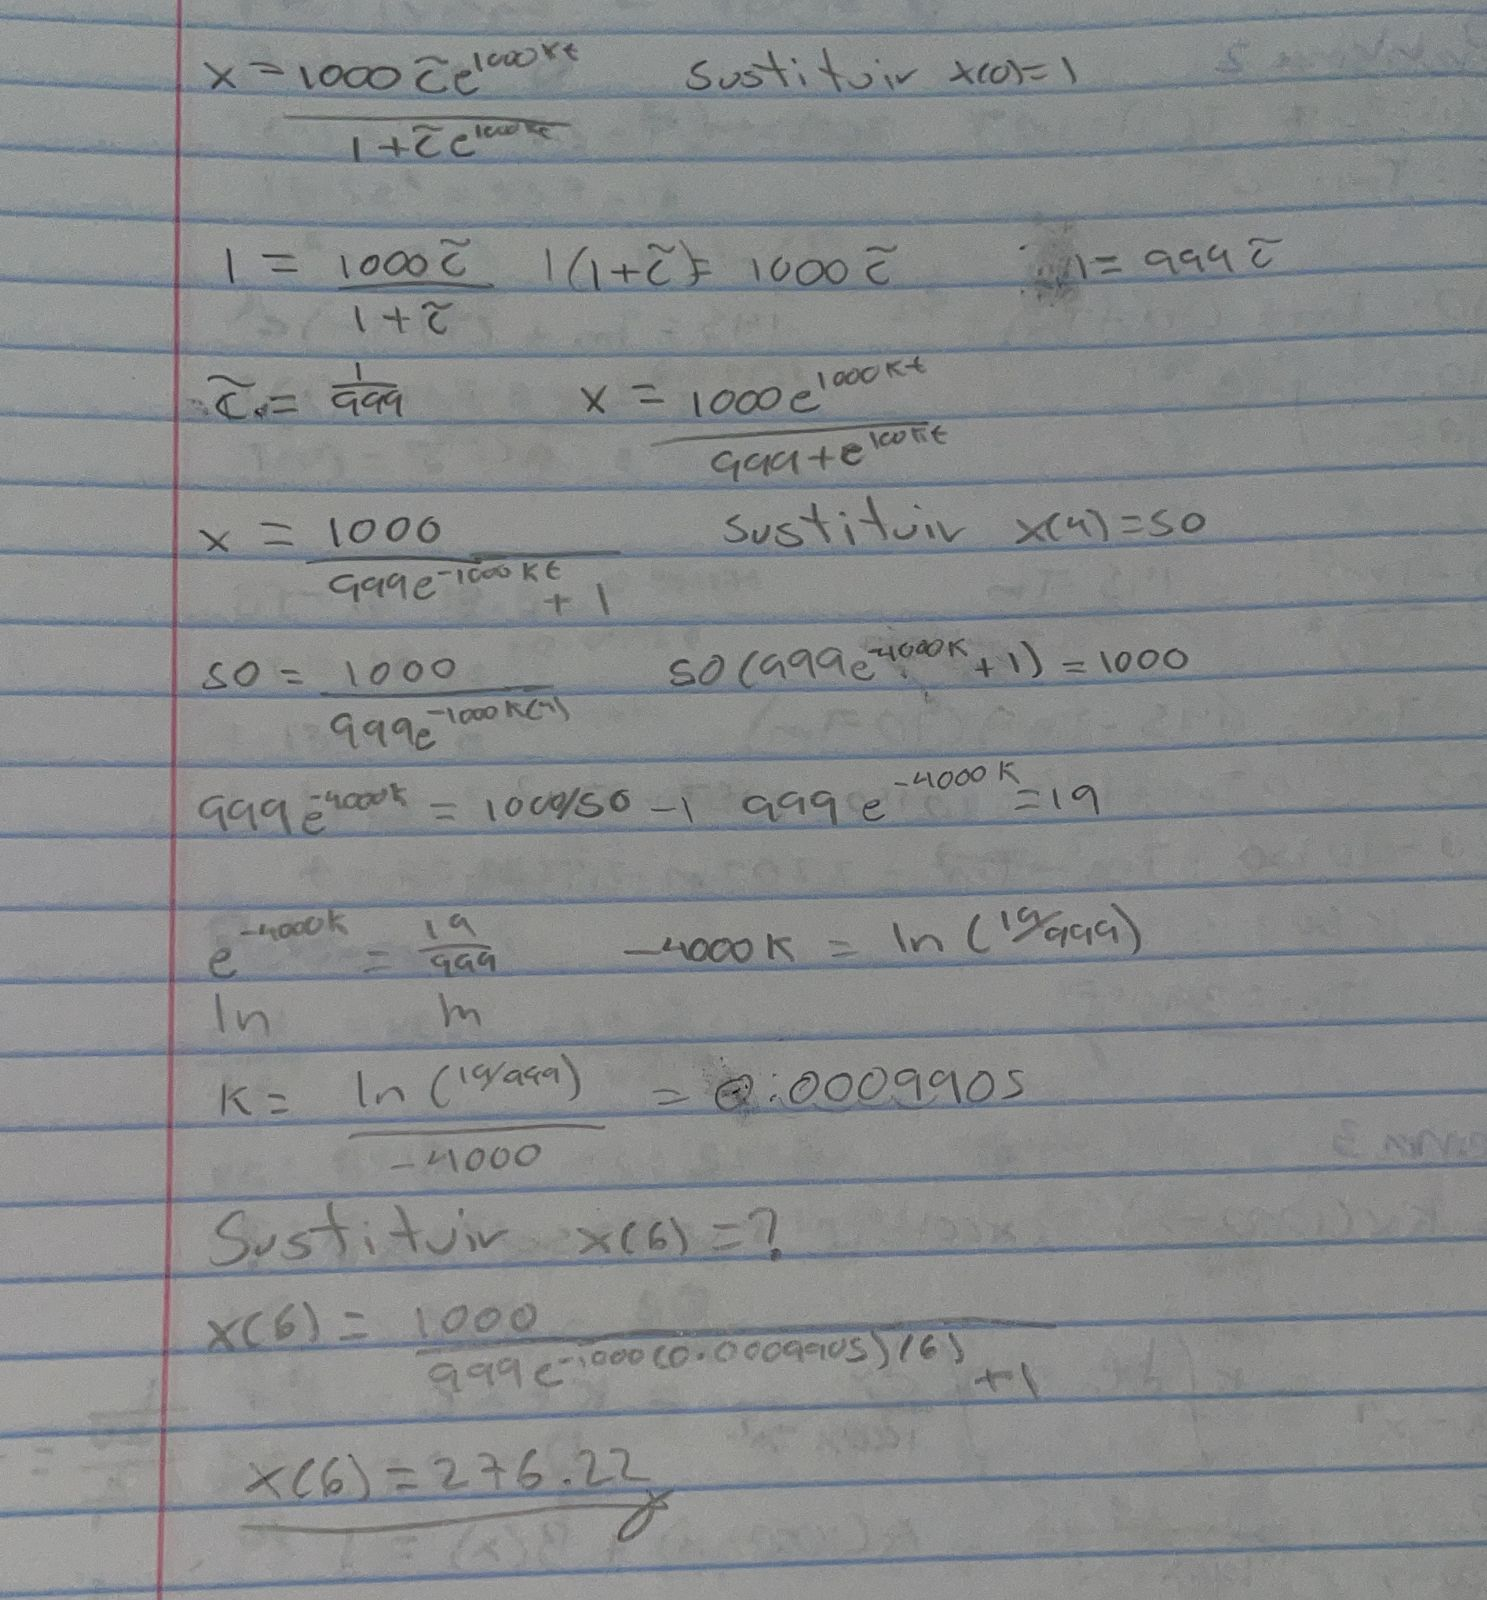 x = 1000 c̃e^1000Kt / 1+c̃e^1000Kt    Sustituir x(0)=1
1 = 1000c̃ / 1+c̃    1(1+c̃)= 1000c̃    1= 999c̃
c̃ = 1/999    x = 1000e^1000Kt / 999+e^1000Kt
x = 1000 / 999e^-1000Kt + 1    Sustituir x(4)=50
50 = 1000 / 999e^-1000K(4)    50(999e^-4000K + 1) = 1000
999e^-4000K = 1000/50 -1    999e^-4000K = 19
e^-4000K = 19/999    -4000K = ln(19/999)
ln    ln
K= ln(19/999) / -4000 = 0.0009905
Sustituir x(6)=?
x(6) = 1000 / 999e^-1000(0.0009905)(6) +1
x(6) = 276.22